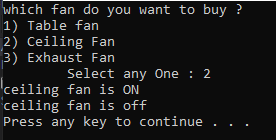 which fan do you want to buy ?
1) Table fan
2) Ceiling Fan
3) Exhaust Fan
Select any One : 2
ceiling fan is ON
ceiling fan is off
Press any key to continue . . .